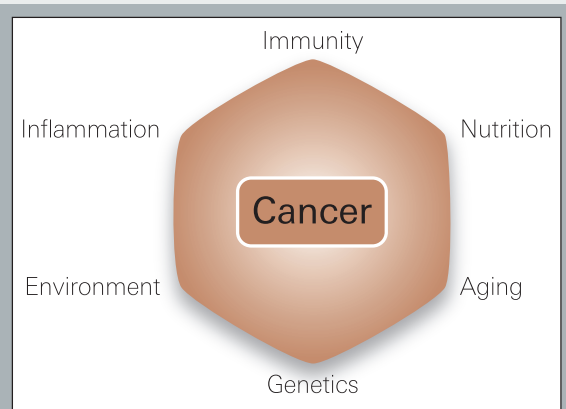 Immunity
Inflammation
Nutrition
Cancer
Environment
Aging
Genetics